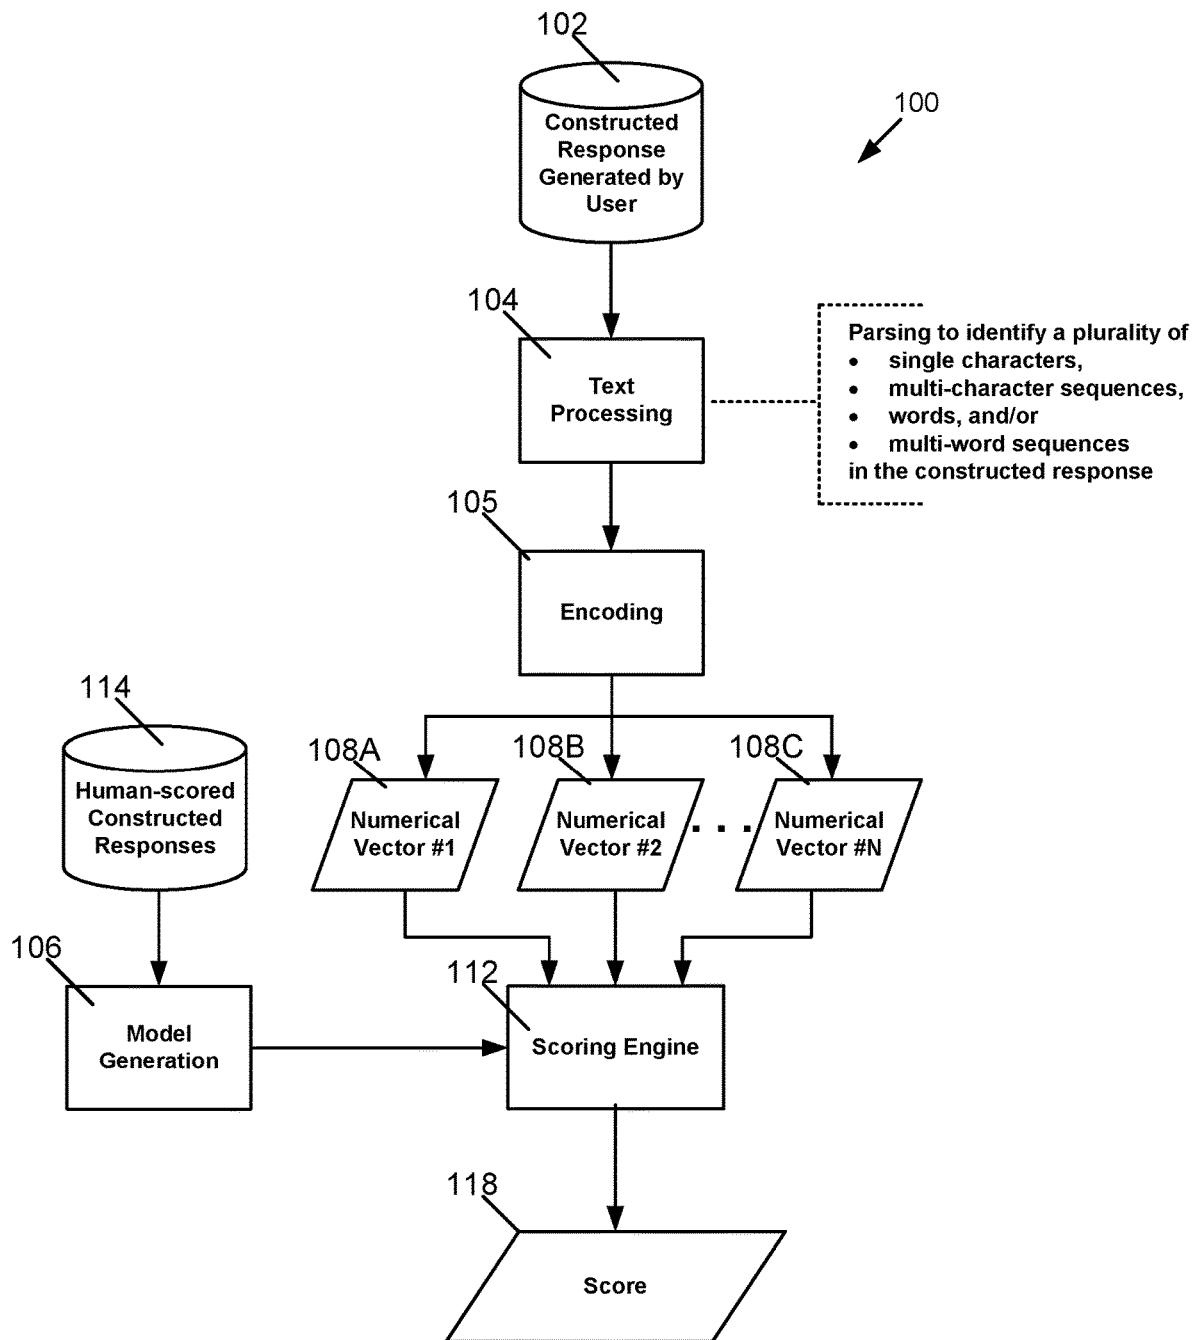 102
100
Constructed
Response
Generated by
User
104
Text
Processing
Parsing to identify a plurality of
• single characters,
• multi-character sequences,
• words, and/or
• multi-word sequences
in the constructed response
105
Encoding
114
Human-scored
Constructed
Responses
108A
108B
108C
Numerical
Vector #1
Numerical
Vector #2
. . .
Numerical
Vector #N
106
Model
Generation
112
Scoring Engine
118
Score